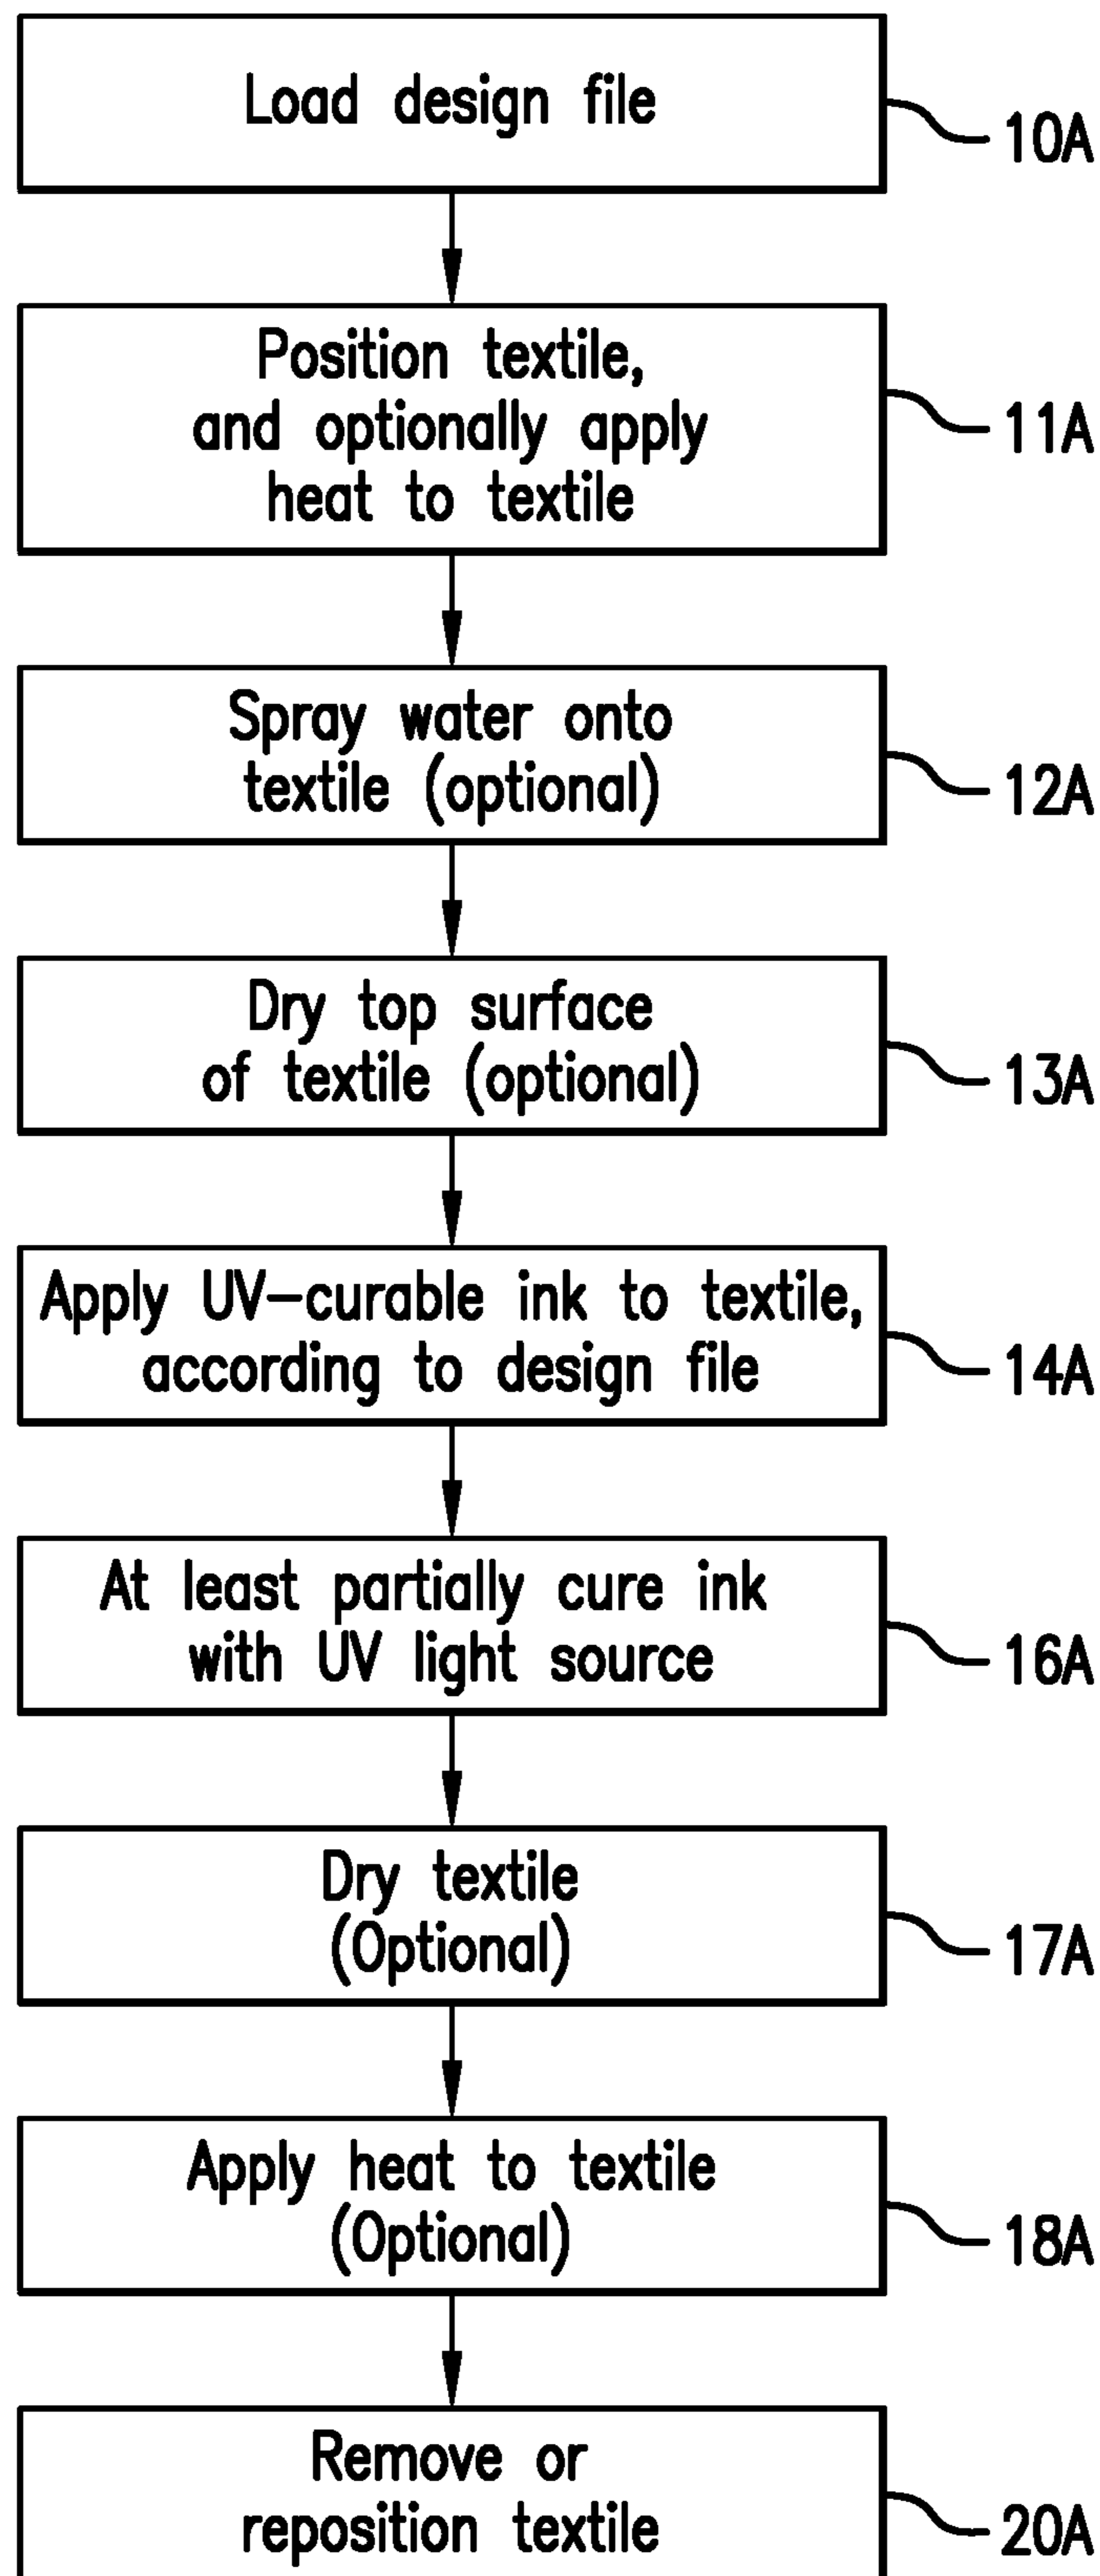 Load design file
10A
Position textile,
and optionally apply
heat to textile
11A
Spray water onto
textile (optional)
12A
Dry top surface
of textile (optional)
13A
Apply UV-curable ink to textile,
according to design file
14A
At least partially cure ink
with UV light source
16A
Dry textile
(Optional)
17A
Apply heat to textile
(Optional)
18A
Remove or
reposition textile
20A